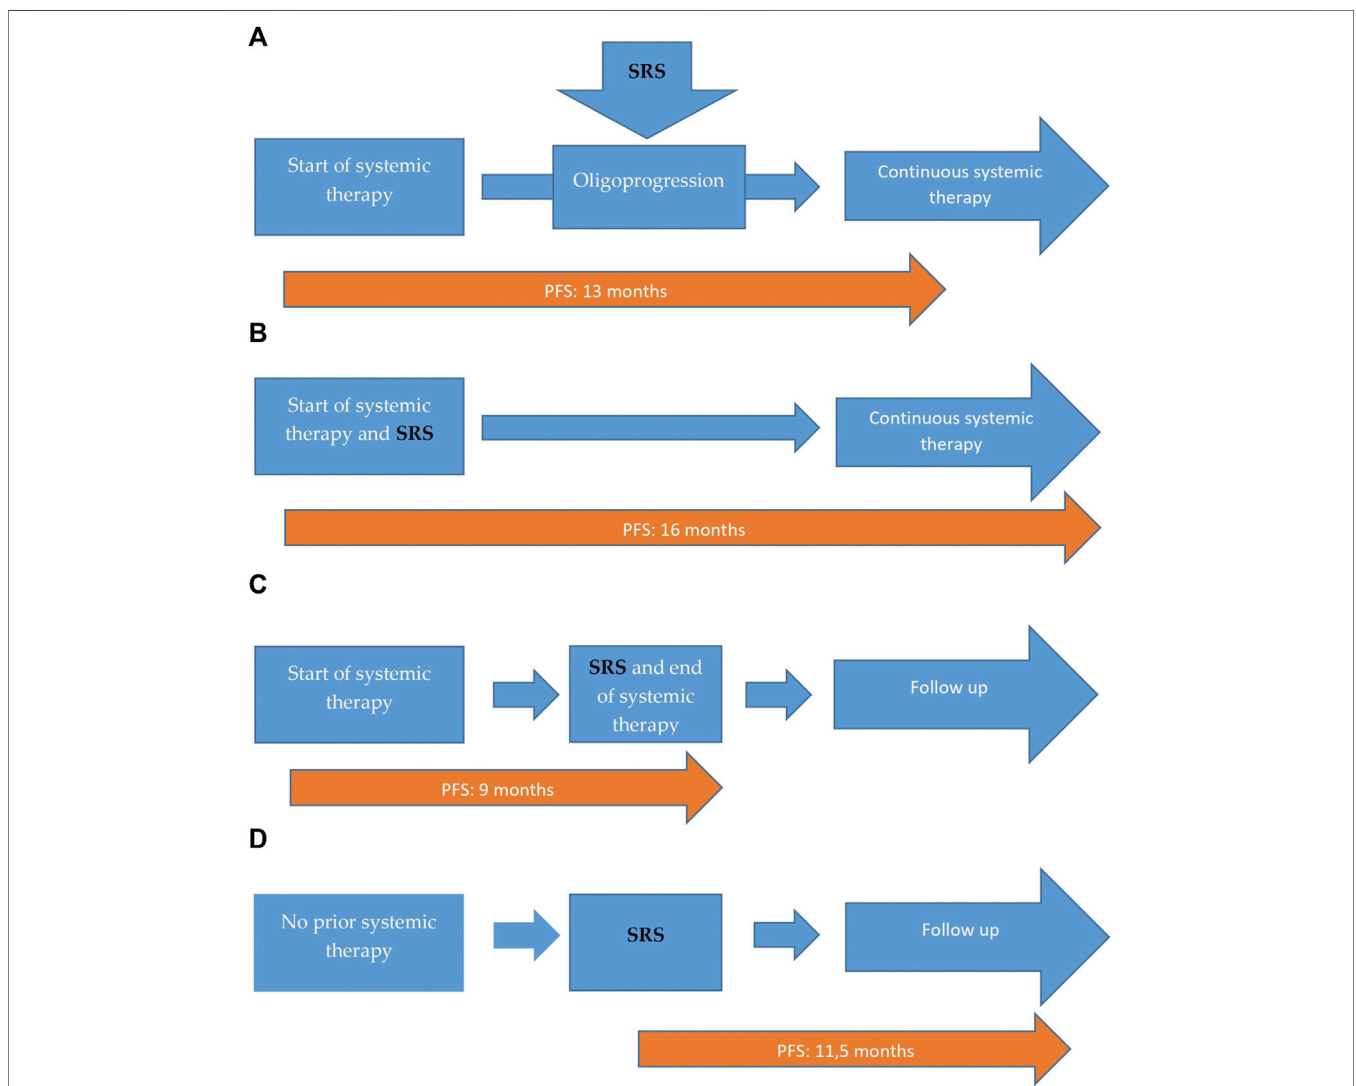 A
SRS
Start of systemic
therapy
Oligoprogression
Continuous systemic
therapy
PFS: 13 months
B
Start of systemic
therapy and SRS
Continuous systemic
therapy
PFS: 16 months
C
Start of systemic
therapy
SRS and end
of systemic
therapy
Follow up
PFS: 9 months
D
No prior systemic
therapy
SRS
Follow up
PFS: 11,5 months